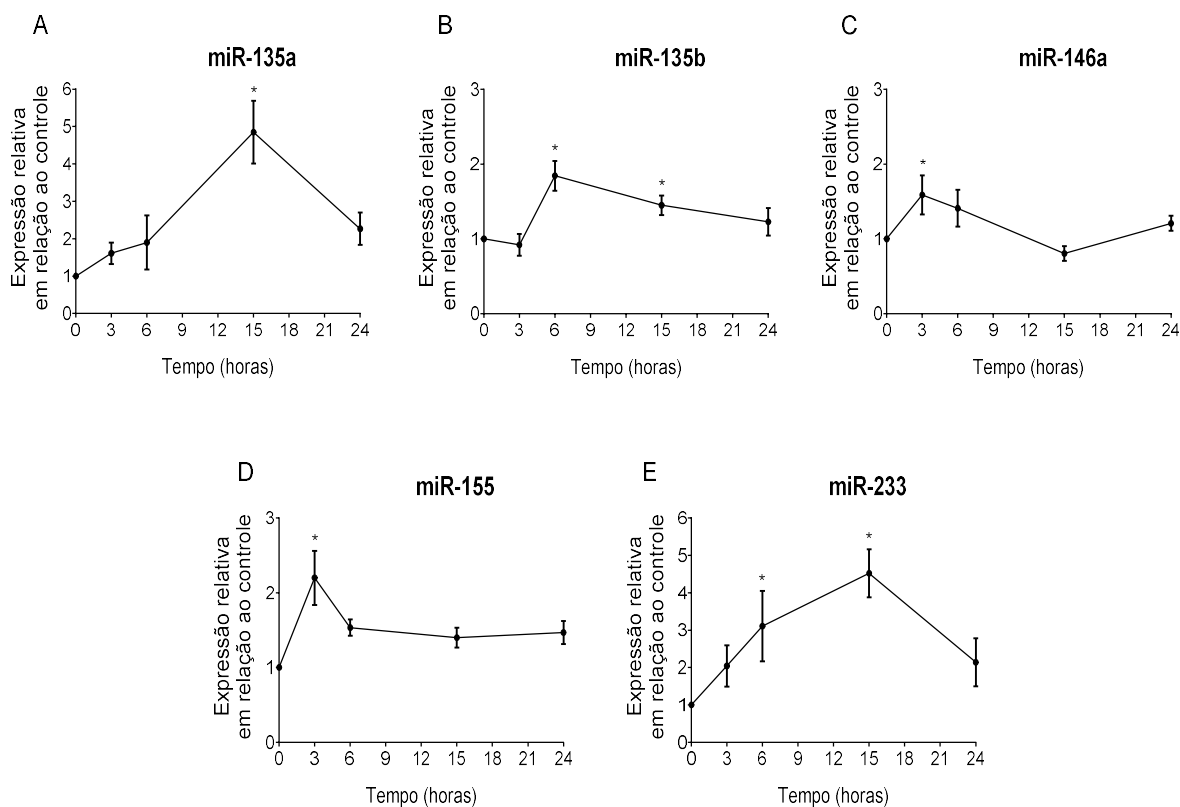 A
B
C
miR-135a
miR-135b
miR-146a
Expressão relativa
em relação ao controle
6
5
4
3
2
1
0
*
0 3 6 9 12 15 18 21 24
Tempo (horas)
Expressão relativa
em relação ao controle
3
2
1
0
* *
0 3 6 9 12 15 18 21 24
Tempo (horas)
Expressão relativa
em relação ao controle
3
2
1
0
*
0 3 6 9 12 15 18 21 24
Tempo (horas)
D
E
miR-155
miR-233
Expressão relativa
em relação ao controle
3
2
1
0
*
0 3 6 9 12 15 18 21 24
Tempo (horas)
Expressão relativa
em relação ao controle
6
5
4
3
2
1
0
* *
0 3 6 9 12 15 18 21 24
Tempo (horas)